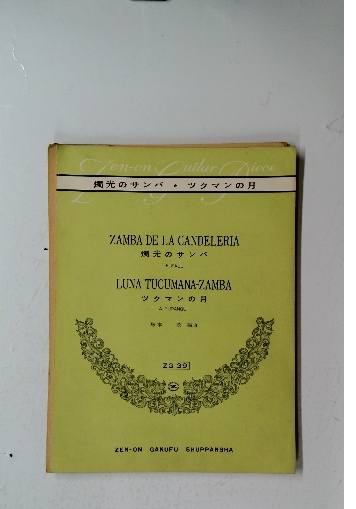 Zen-on Guitar Piece
燭光のサンバ • ツクマンの月
ZAMBA DE LA CANDELERIA
燭光のサンバ
LUNA TUCUMANA-ZAMBA
ツクマンの月
ZG-39
ZEN-ON GAKUFU SHUPPANSHA